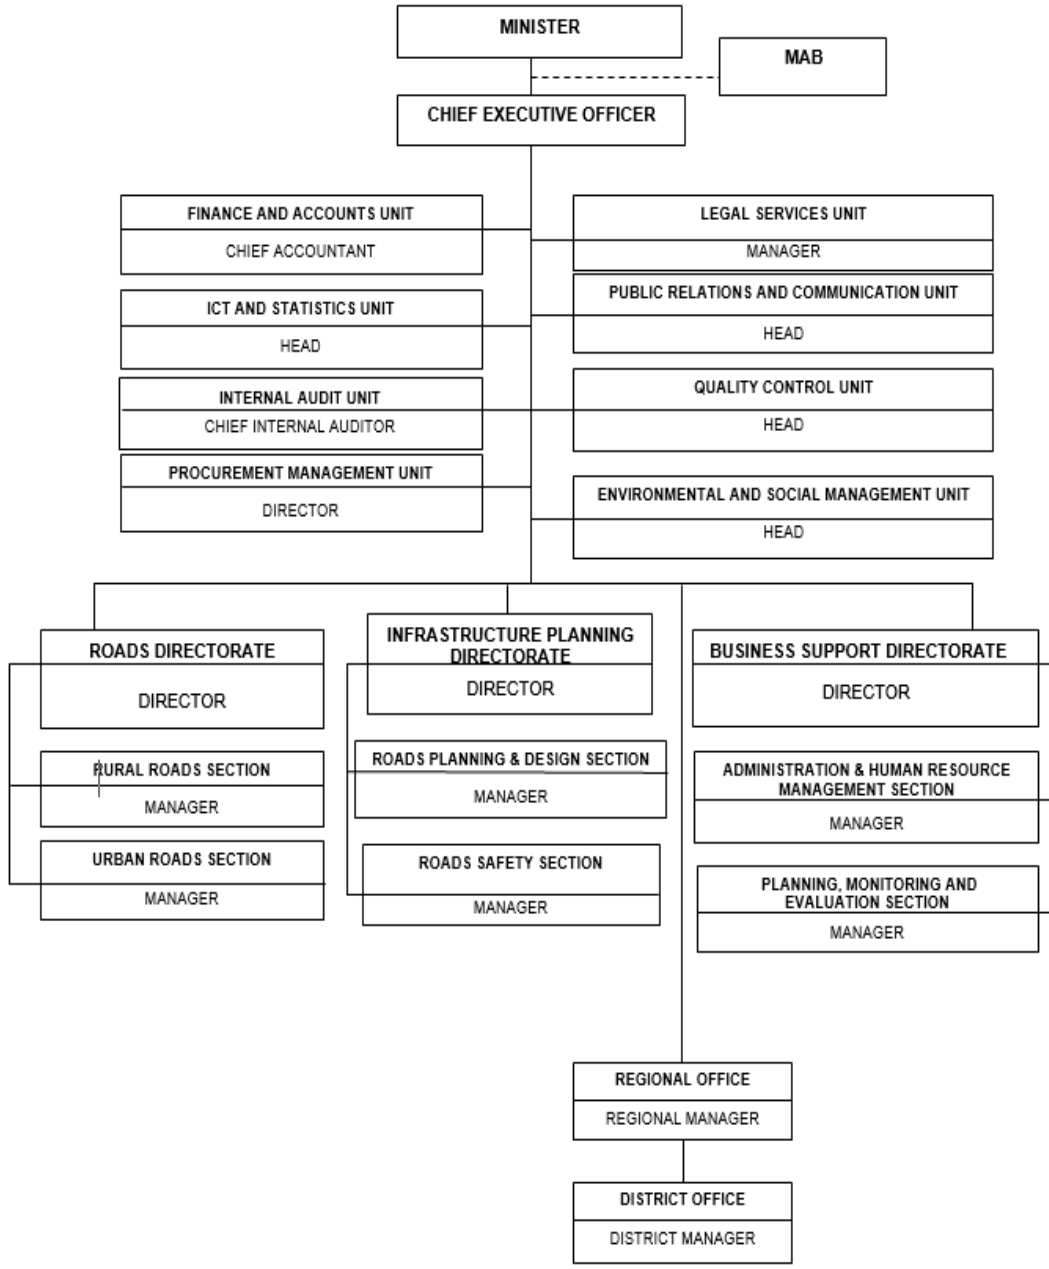 MINISTER
MAB
CHIEF EXECUTIVE OFFICER
FINANCE AND ACCOUNTS UNIT
CHIEF ACCOUNTANT
LEGAL SERVICES UNIT
MANAGER
ICT AND STATISTICS UNIT
HEAD
PUBLIC RELATIONS AND COMMUNICATION UNIT
HEAD
INTERNAL AUDIT UNIT
CHIEF INTERNAL AUDITOR
QUALITY CONTROL UNIT
HEAD
PROCUREMENT MANAGEMENT UNIT
DIRECTOR
ENVIRONMENTAL AND SOCIAL MANAGEMENT UNIT
HEAD
ROADS DIRECTORATE
DIRECTOR
RURAL ROADS SECTION
MANAGER
URBAN ROADS SECTION
MANAGER
INFRASTRUCTURE PLANNING
DIRECTORATE
DIRECTOR
ROADS PLANNING & DESIGN SECTION
MANAGER
ROADS SAFETY SECTION
MANAGER
BUSINESS SUPPORT DIRECTORATE
DIRECTOR
ADMINISTRATION & HUMAN RESOURCE
MANAGEMENT SECTION
MANAGER
PLANNING, MONITORING AND
EVALUATION SECTION
MANAGER
REGIONAL OFFICE
REGIONAL MANAGER
DISTRICT OFFICE
DISTRICT MANAGER